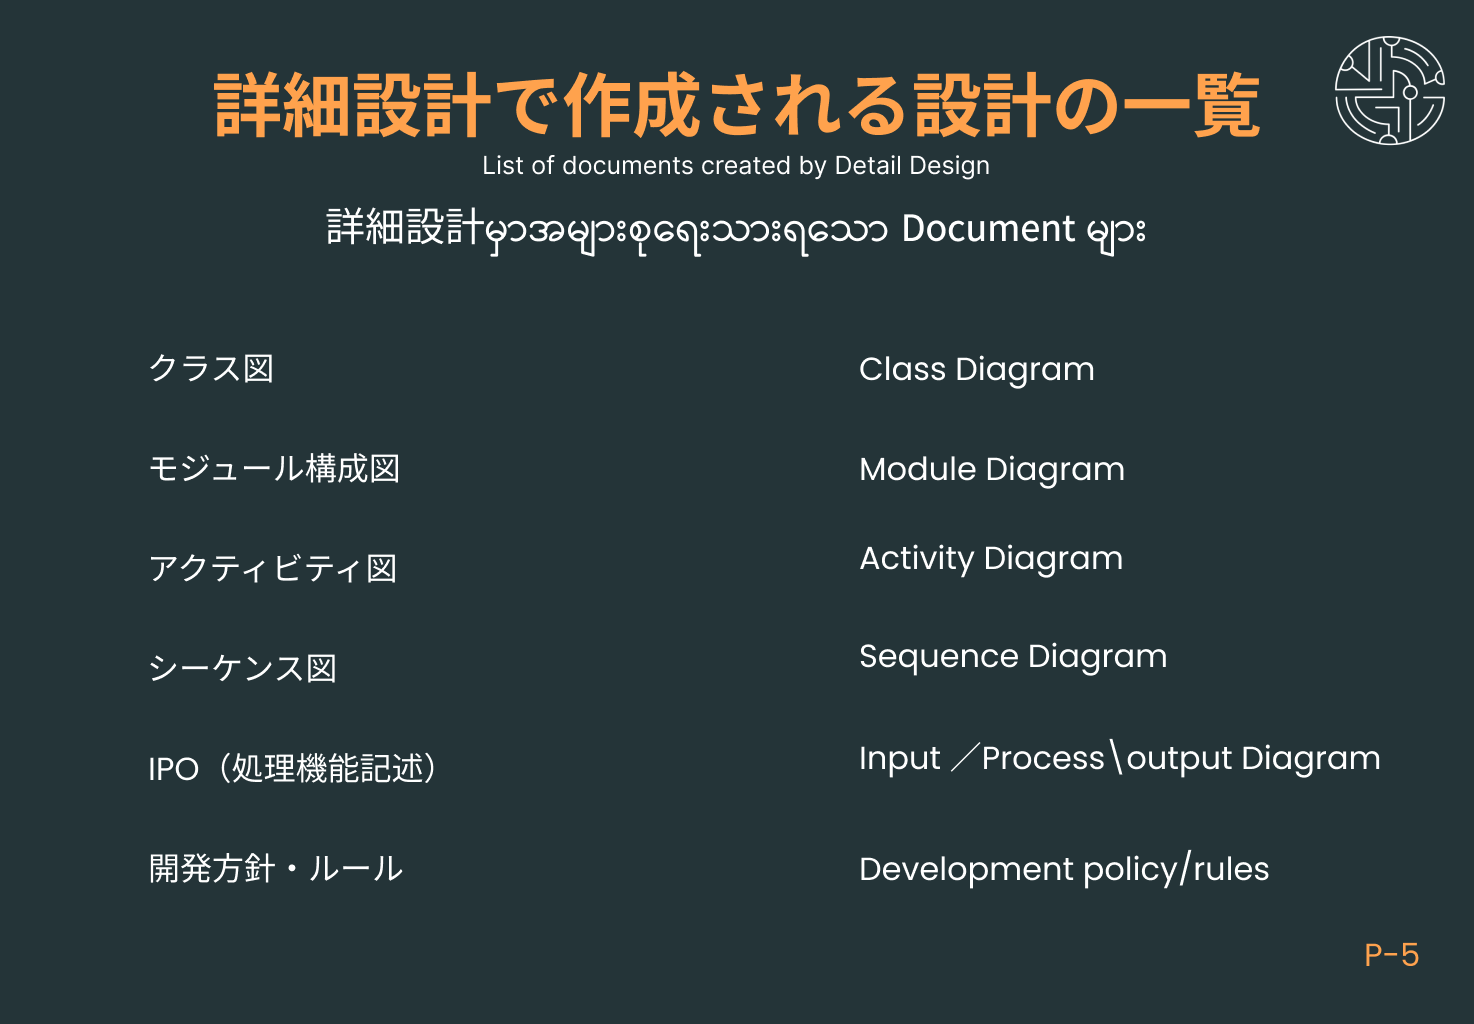 詳細設計で作成される設計の一覧
List of documents created by Detail Design
詳細設計မှာအများစုရေးသားရသော Document များ
クラス図 Class Diagram
モジュール構成図 Module Diagram
アクティビティ図 Activity Diagram
シーケンス図 Sequence Diagram
IPO（処理機能記述） Input ／Process\output Diagram
開発方針・ルール Development policy/rules
P-5